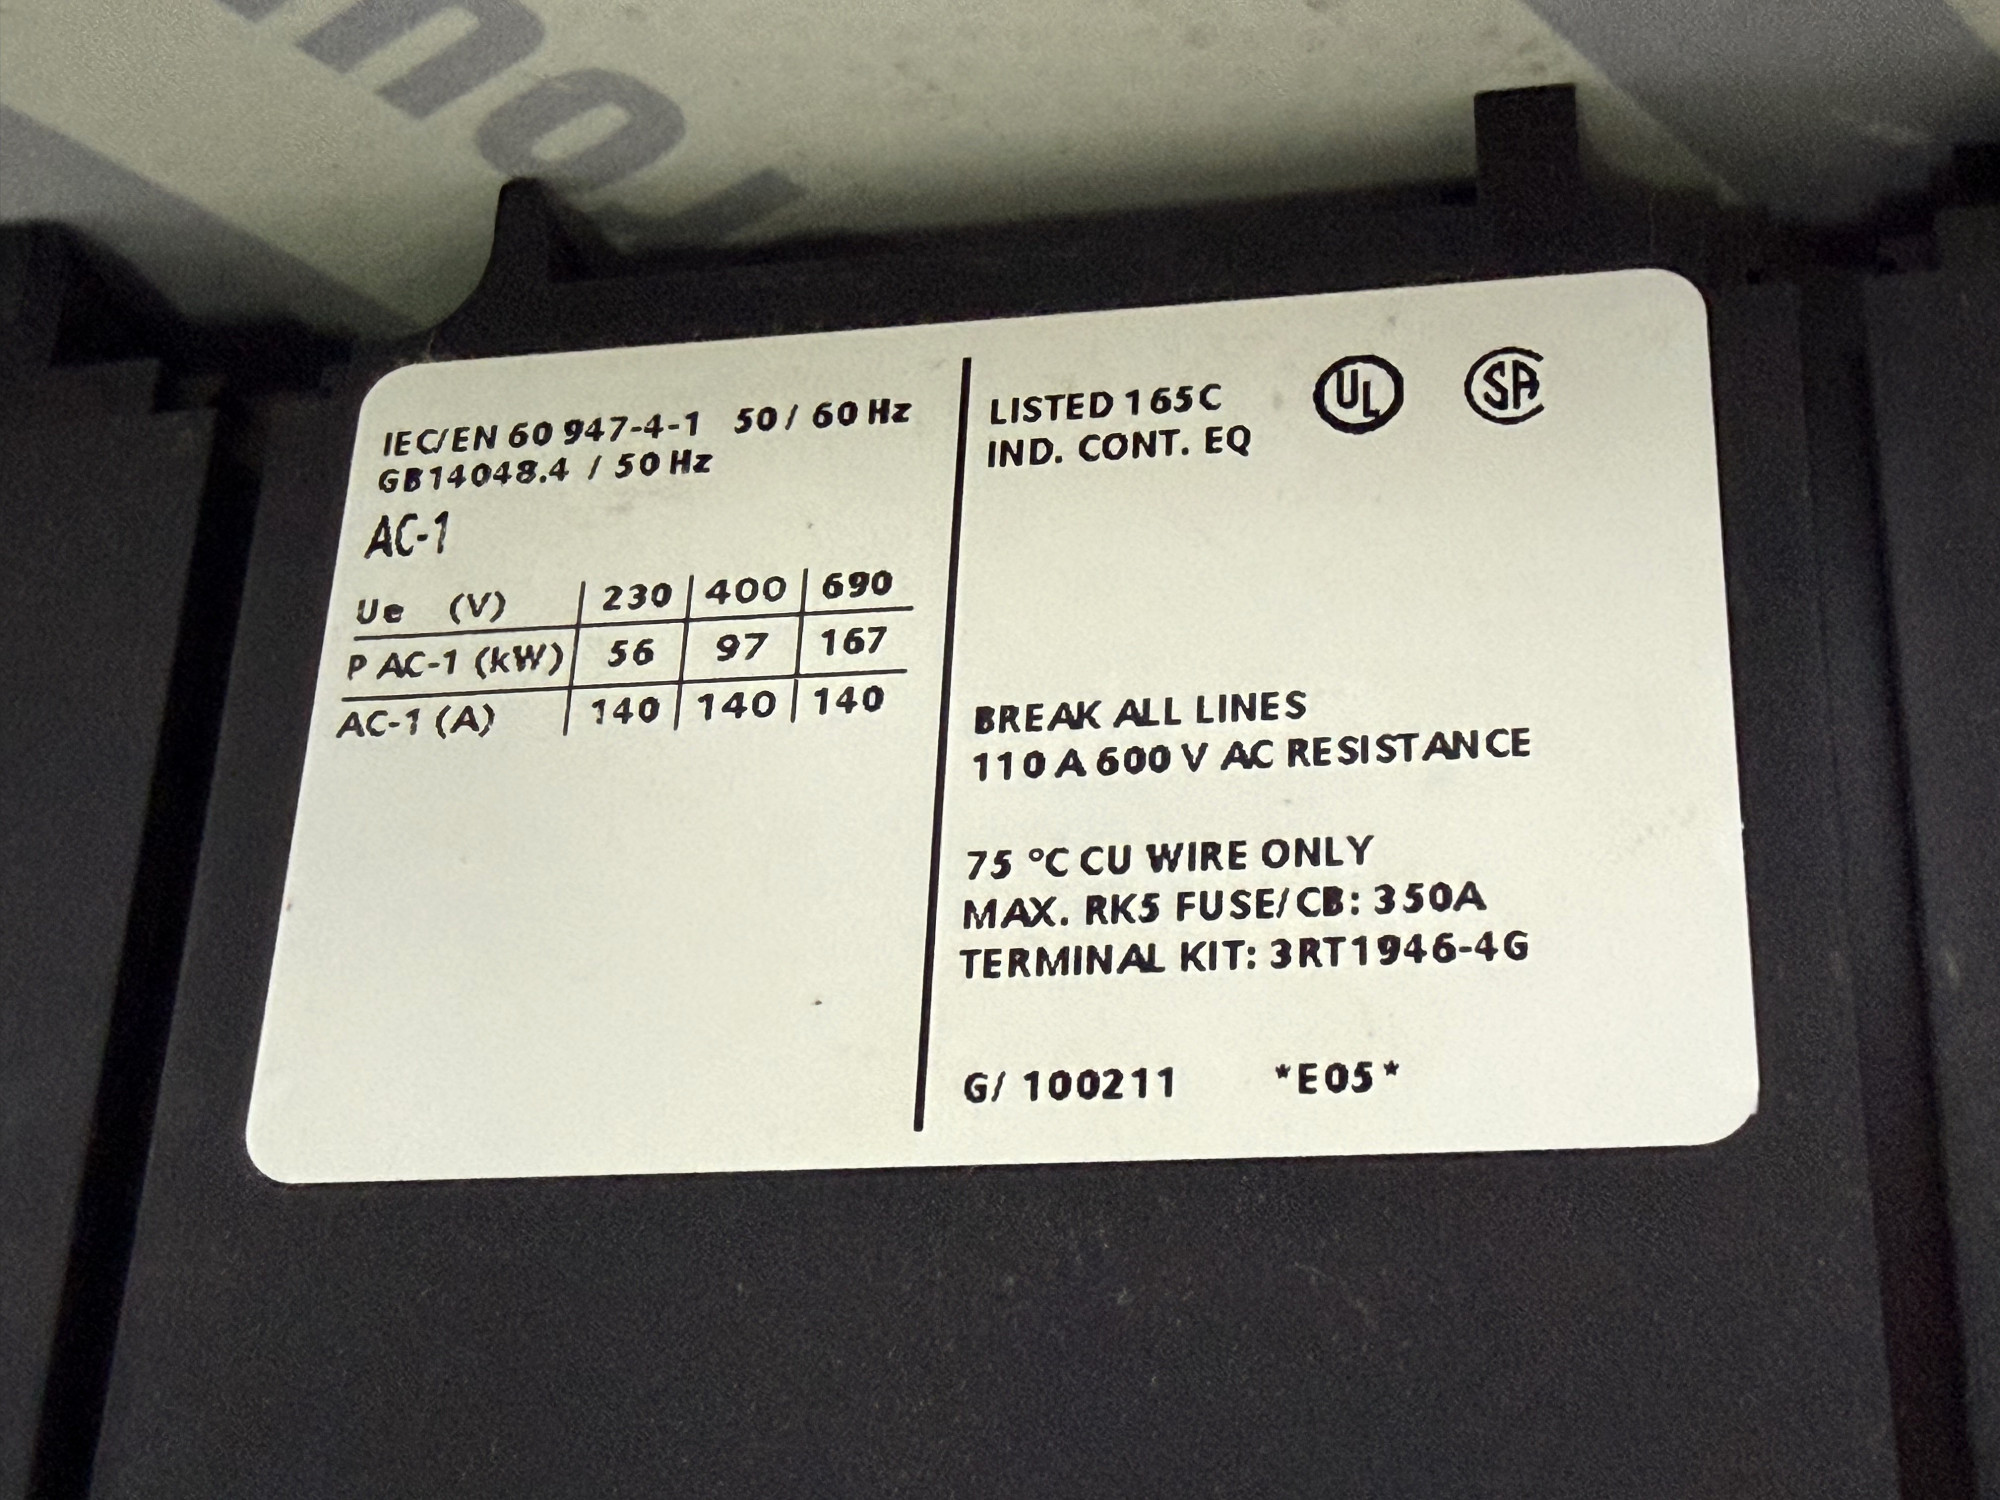 IEC/EN 60 947-4-1 50 / 60 Hz
GB14048.4 / 50 Hz
AC-1
Ue (V) 230 400 690
P AC-1 (kW) 56 97 167
AC-1 (A) 140 140 140
LISTED 165C UL SA
IND. CONT. EQ
BREAK ALL LINES
110 A 600 V AC RESISTANCE
75 °C CU WIRE ONLY
MAX. RK5 FUSE/CB: 350A
TERMINAL KIT: 3RT1946-4G
G/ 100211 *E05*